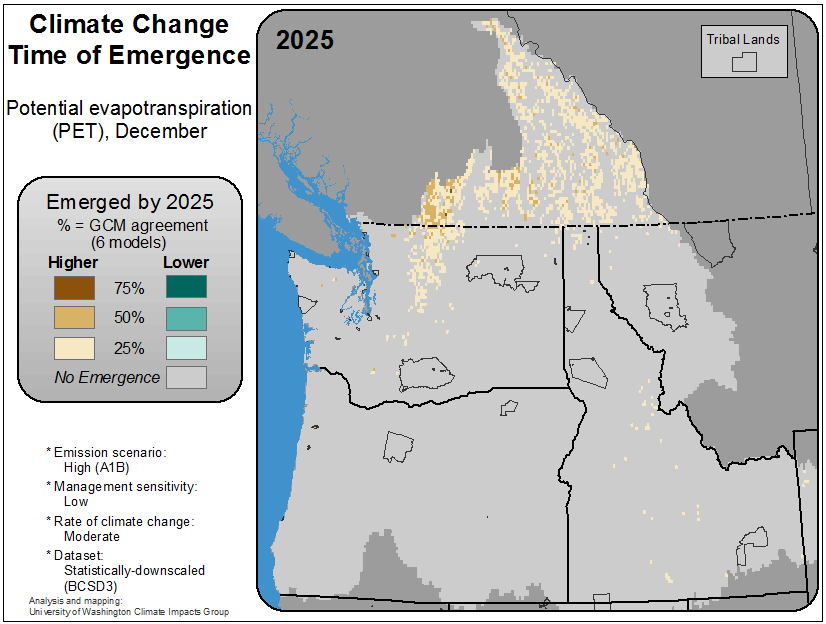 Climate Change
Time of Emergence
Potential evapotranspiration
(PET), December
Emerged by 2025
% = GCM agreement
(6 models)
Higher Lower
75%
50%
25%
No Emergence
* Emission scenario:
High (A1B)
* Management sensitivity:
Low
* Rate of climate change:
Moderate
* Dataset:
Statistically-downscaled
(BCSD3)
Analysis and mapping:
University of Washington Climate Impacts Group
2025
Tribal Lands